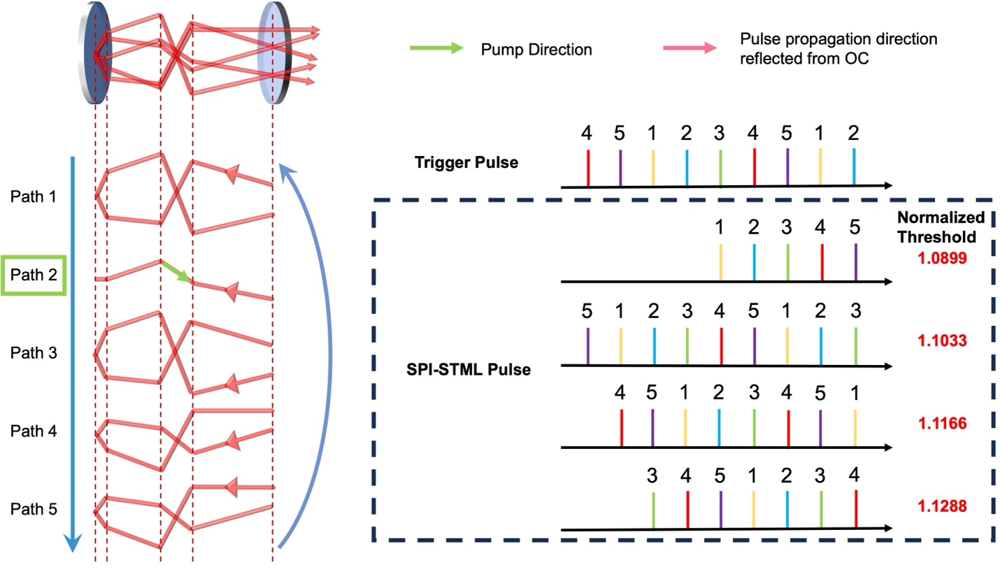 Pump Direction
Pulse propagation direction
reflected from OC
Path 1
Path 2
Path 3
Path 4
Path 5
Trigger Pulse
4 5 1 2 3 4 5 1 2
SPI-STML Pulse
Normalized
Threshold
1 2 3 4 5
1.0899
5 1 2 3 4 5 1 2 3
1.1033
4 5 1 2 3 4 5 1
1.1166
3 4 5 1 2 3 4
1.1288